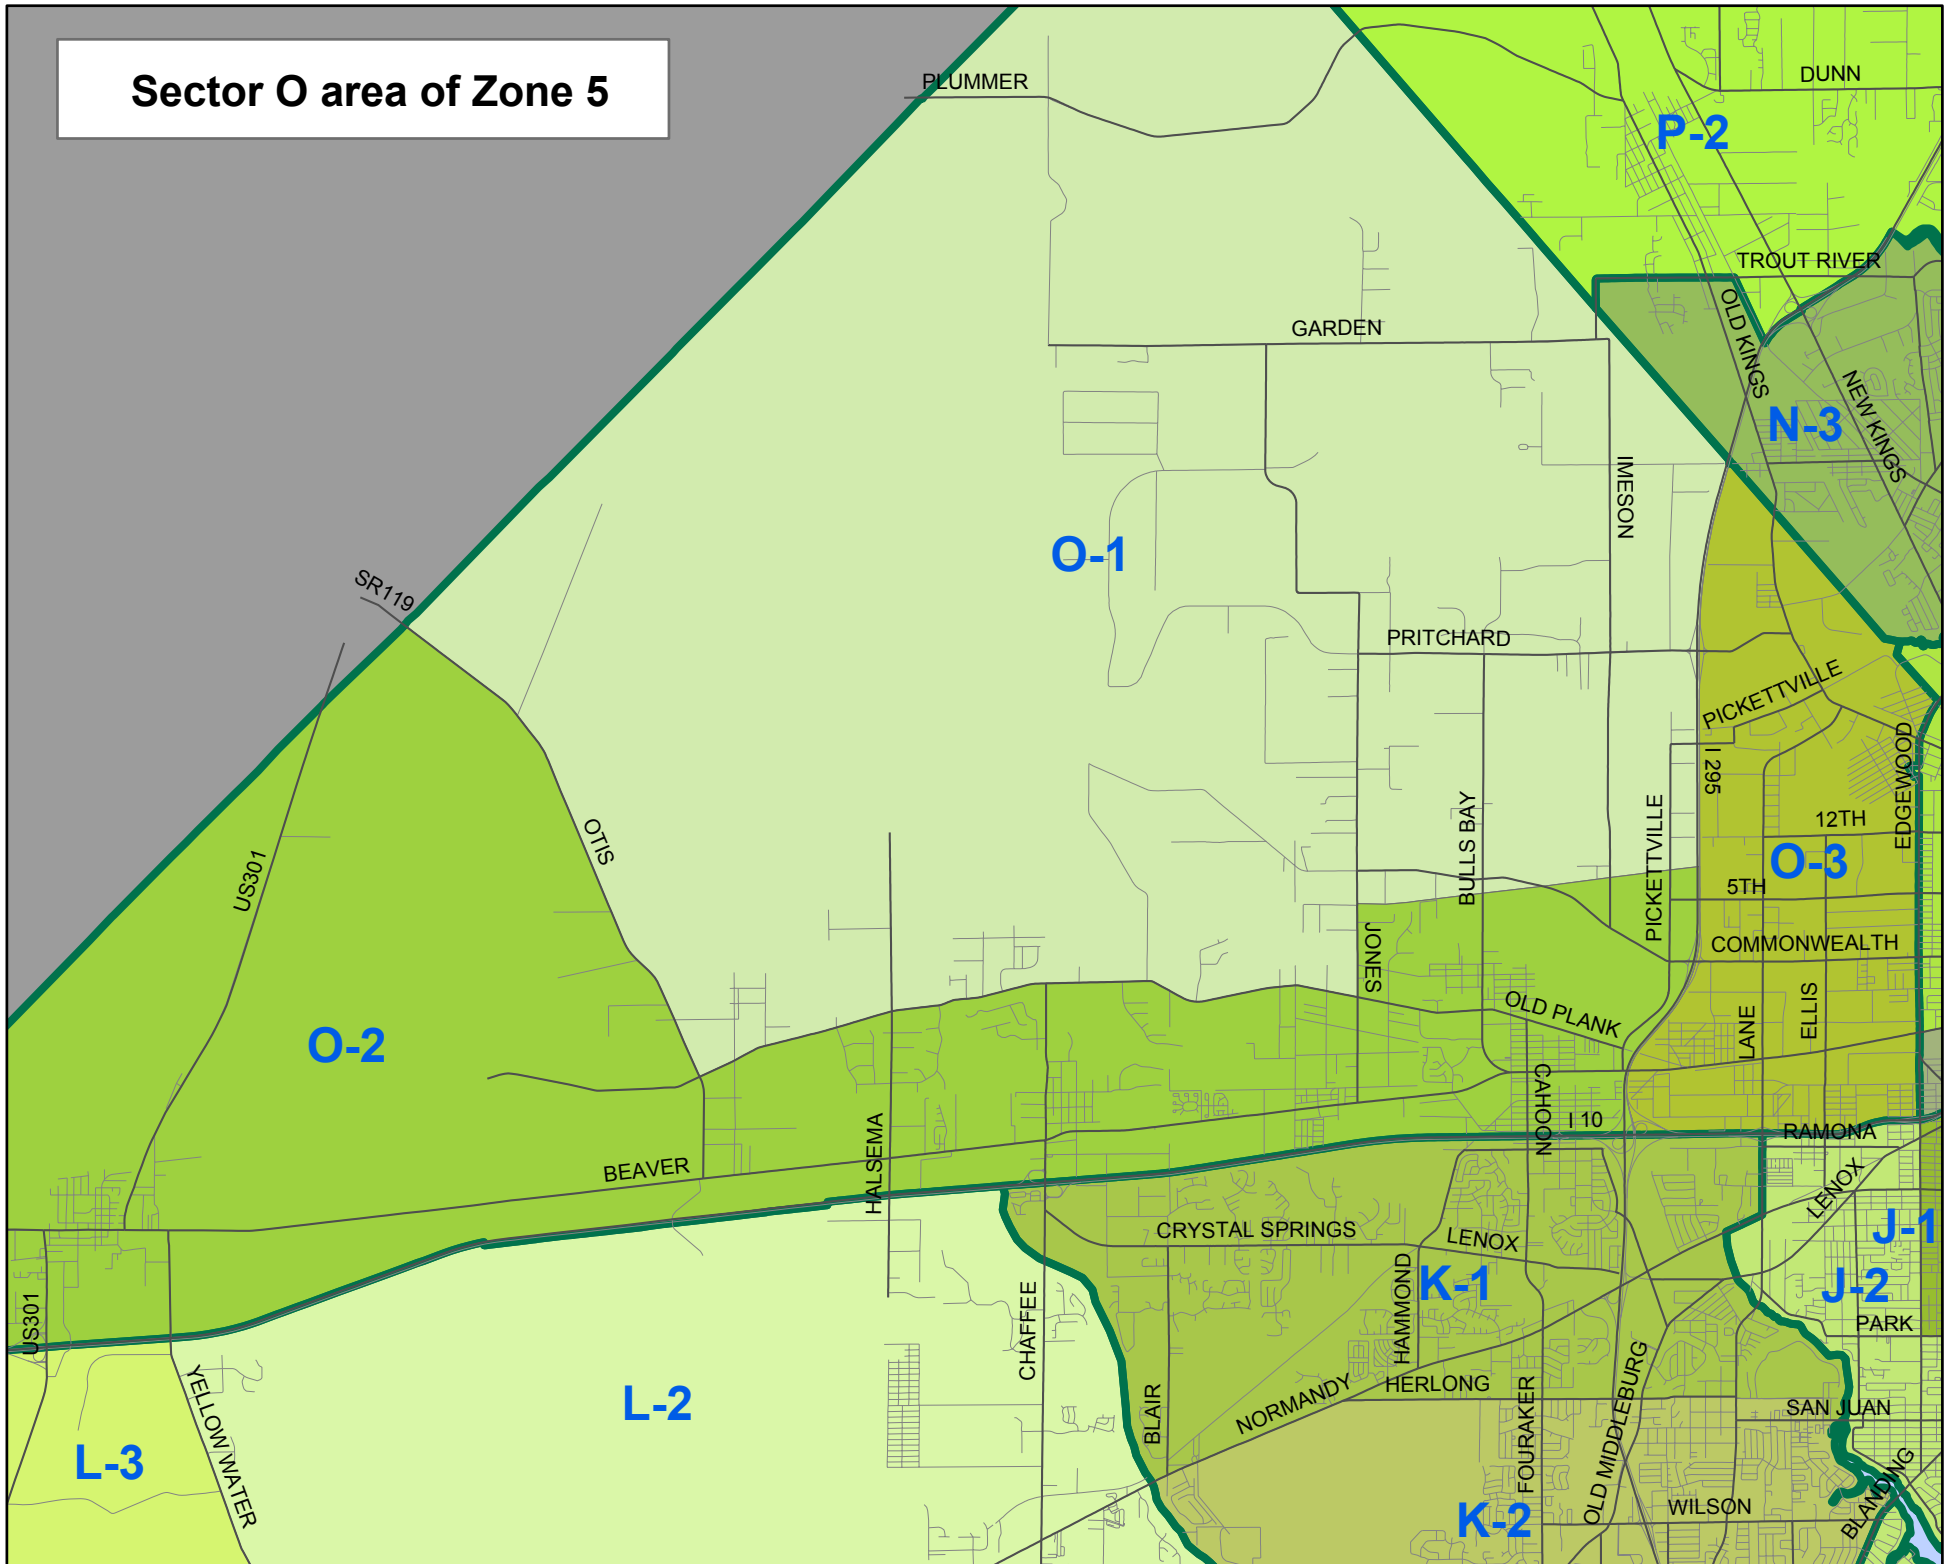 Sector O area of Zone 5
PLUMMER
DUNN
P-2
TROUT RIVER
OLD KINGS
GARDEN
NEW KINGS
N-3
IMESON
O-1
SR119
PRITCHARD
PICKETTVILLE
I 295
EDGEWOOD
BULLS BAY
PICKETTVILLE
12TH
OTIS
US301
O-3
5TH
JONES
COMMONWEALTH
OLD PLANK
LANE
ELLIS
O-2
CAHOON
I 10
RAMONA
HALSEMA
BEAVER
LENOX
CRYSTAL SPRINGS
LENOX
J-1
HAMMOND
K-1
J-2
US301
CHAFFEE
PARK
YELLOW WATER
L-2
BLAIR
NORMANDY
HERLONG
FOURAKER
OLD MIDDLEBURG
SAN JUAN
L-3
BLANDING
K-2
WILSON